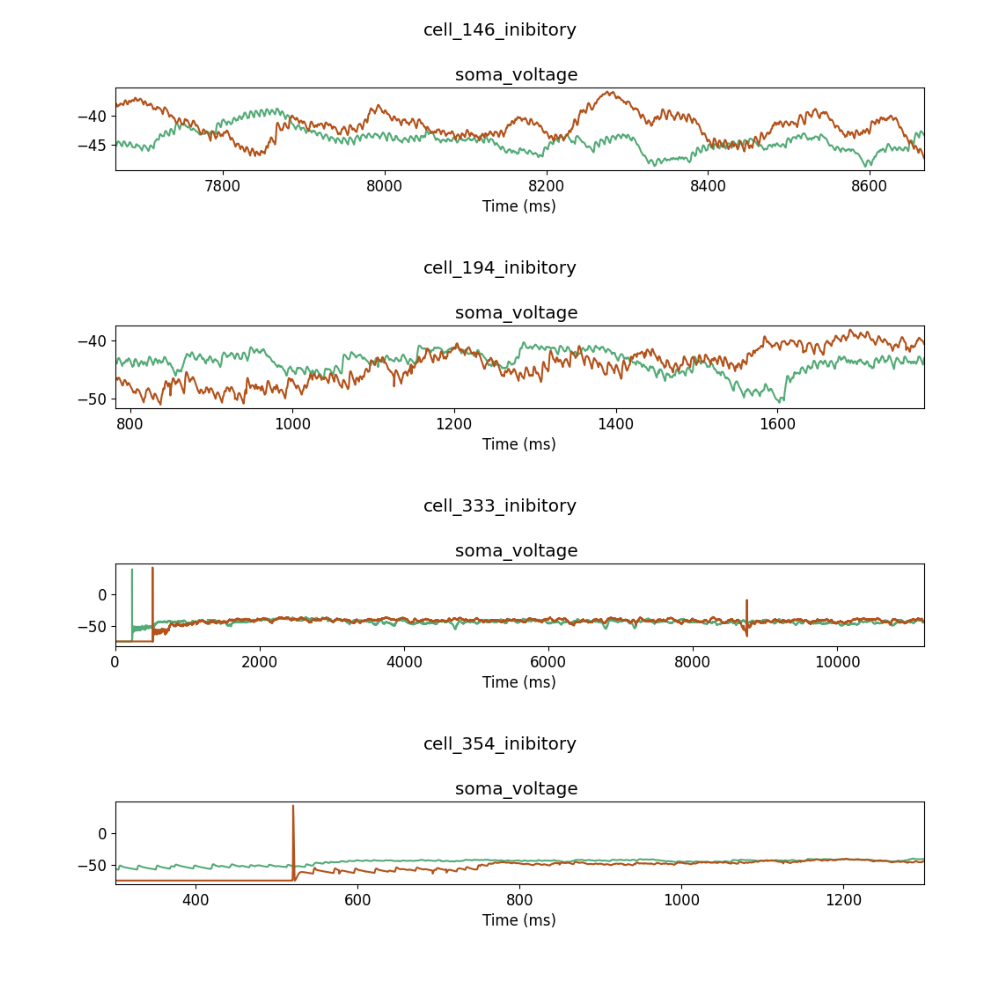 cell_146_inibitory
soma_voltage
−40
−45
7800 8000 8200 8400 8600
Time (ms)
cell_194_inibitory
soma_voltage
−40
−50
800 1000 1200 1400 1600
Time (ms)
cell_333_inibitory
soma_voltage
0
−50
0 2000 4000 6000 8000 10000
Time (ms)
cell_354_inibitory
soma_voltage
0
−50
400 600 800 1000 1200
Time (ms)